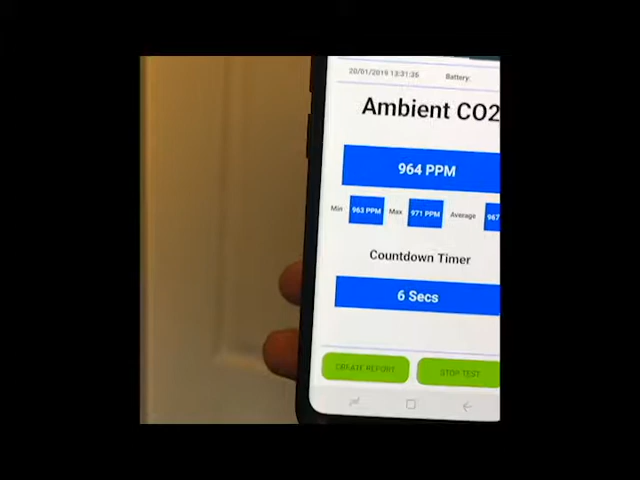 20/01/2019 13:31:26 Battery:
Ambient CO2
964 PPM
Min 963 PPM Max 971 PPM Average 967
Countdown Timer
6 Secs
CREATE REPORT STOP TEST